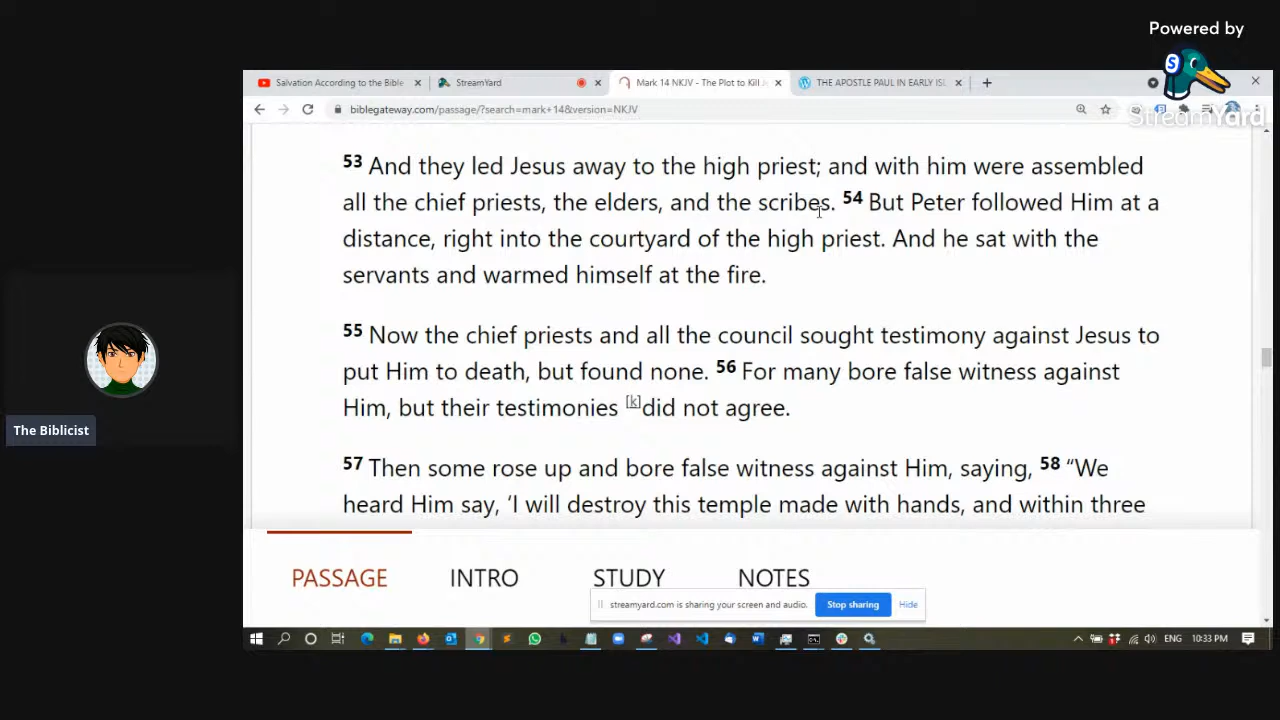 Powered by
StreamYard
Salvation According to the Bible
StreamYard
Mark 14 NKJV - The Plot to Kill J
THE APOSTLE PAUL IN EARLY ISL
biblegateway.com/passage/?search=mark+14&version=NKJV
53 And they led Jesus away to the high priest; and with him were assembled
all the chief priests, the elders, and the scribes. 54 But Peter followed Him at a
distance, right into the courtyard of the high priest. And he sat with the
servants and warmed himself at the fire.
55 Now the chief priests and all the council sought testimony against Jesus to
put Him to death, but found none. 56 For many bore false witness against
Him, but their testimonies [k]did not agree.
57 Then some rose up and bore false witness against Him, saying, 58 “We
heard Him say, ‘I will destroy this temple made with hands, and within three
The Biblicist
PASSAGE INTRO STUDY NOTES
streamyard.com is sharing your screen and audio. Stop sharing Hide
ENG 10:33 PM